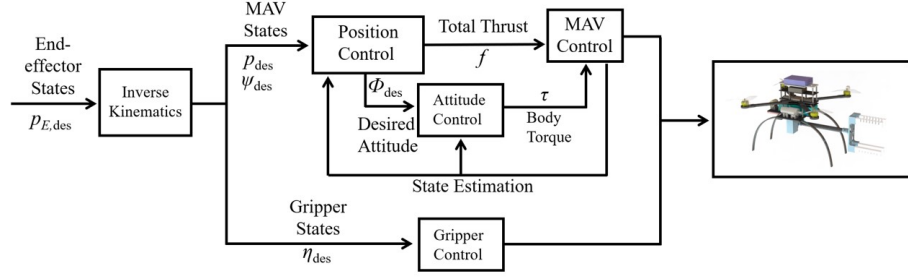 End-
effector
States
p_E,des
Inverse
Kinematics
MAV
States
p_des
ψ_des
Position
Control
Total Thrust
f
MAV
Control
Φ_des
Desired
Attitude
Attitude
Control
τ
Body
Torque
State Estimation
Gripper
States
η_des
Gripper
Control